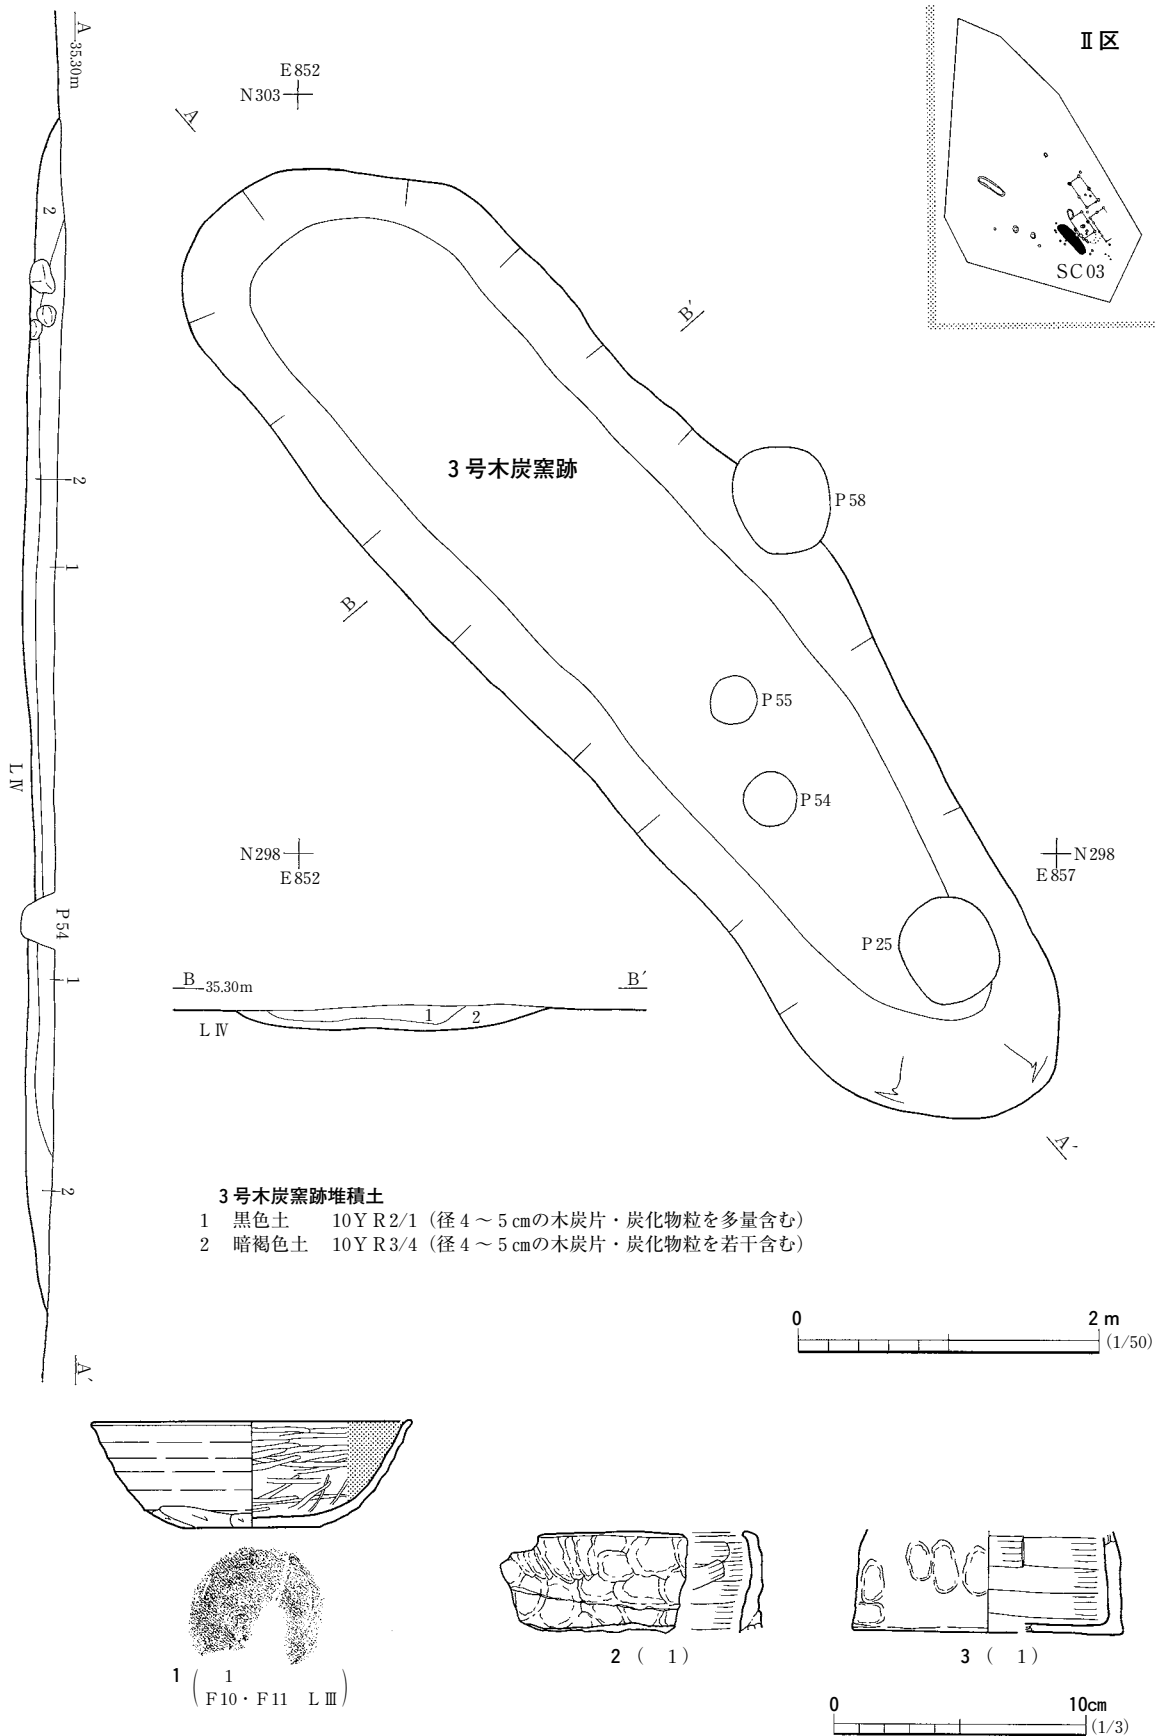 A
35.30m
E852
N303
A
Ⅱ区
SC03
2
B′
3号木炭窯跡
P58
2
1
B
P55
P54
LⅣ
N298
E852
N298
E857
P54
P25
1
B
35.30m
B′
1
2
LⅣ
A′
2
3号木炭窯跡堆積土
1 黒色土 10YR2/1（径4～5㎝の木炭片・炭化物粒を多量含む）
2 暗褐色土 10YR3/4（径4～5㎝の木炭片・炭化物粒を若干含む）
0 2m
(1/50)
A′
1
F10・F11 LⅢ
1
2（ 1）
3（ 1）
0 10cm
(1/3)